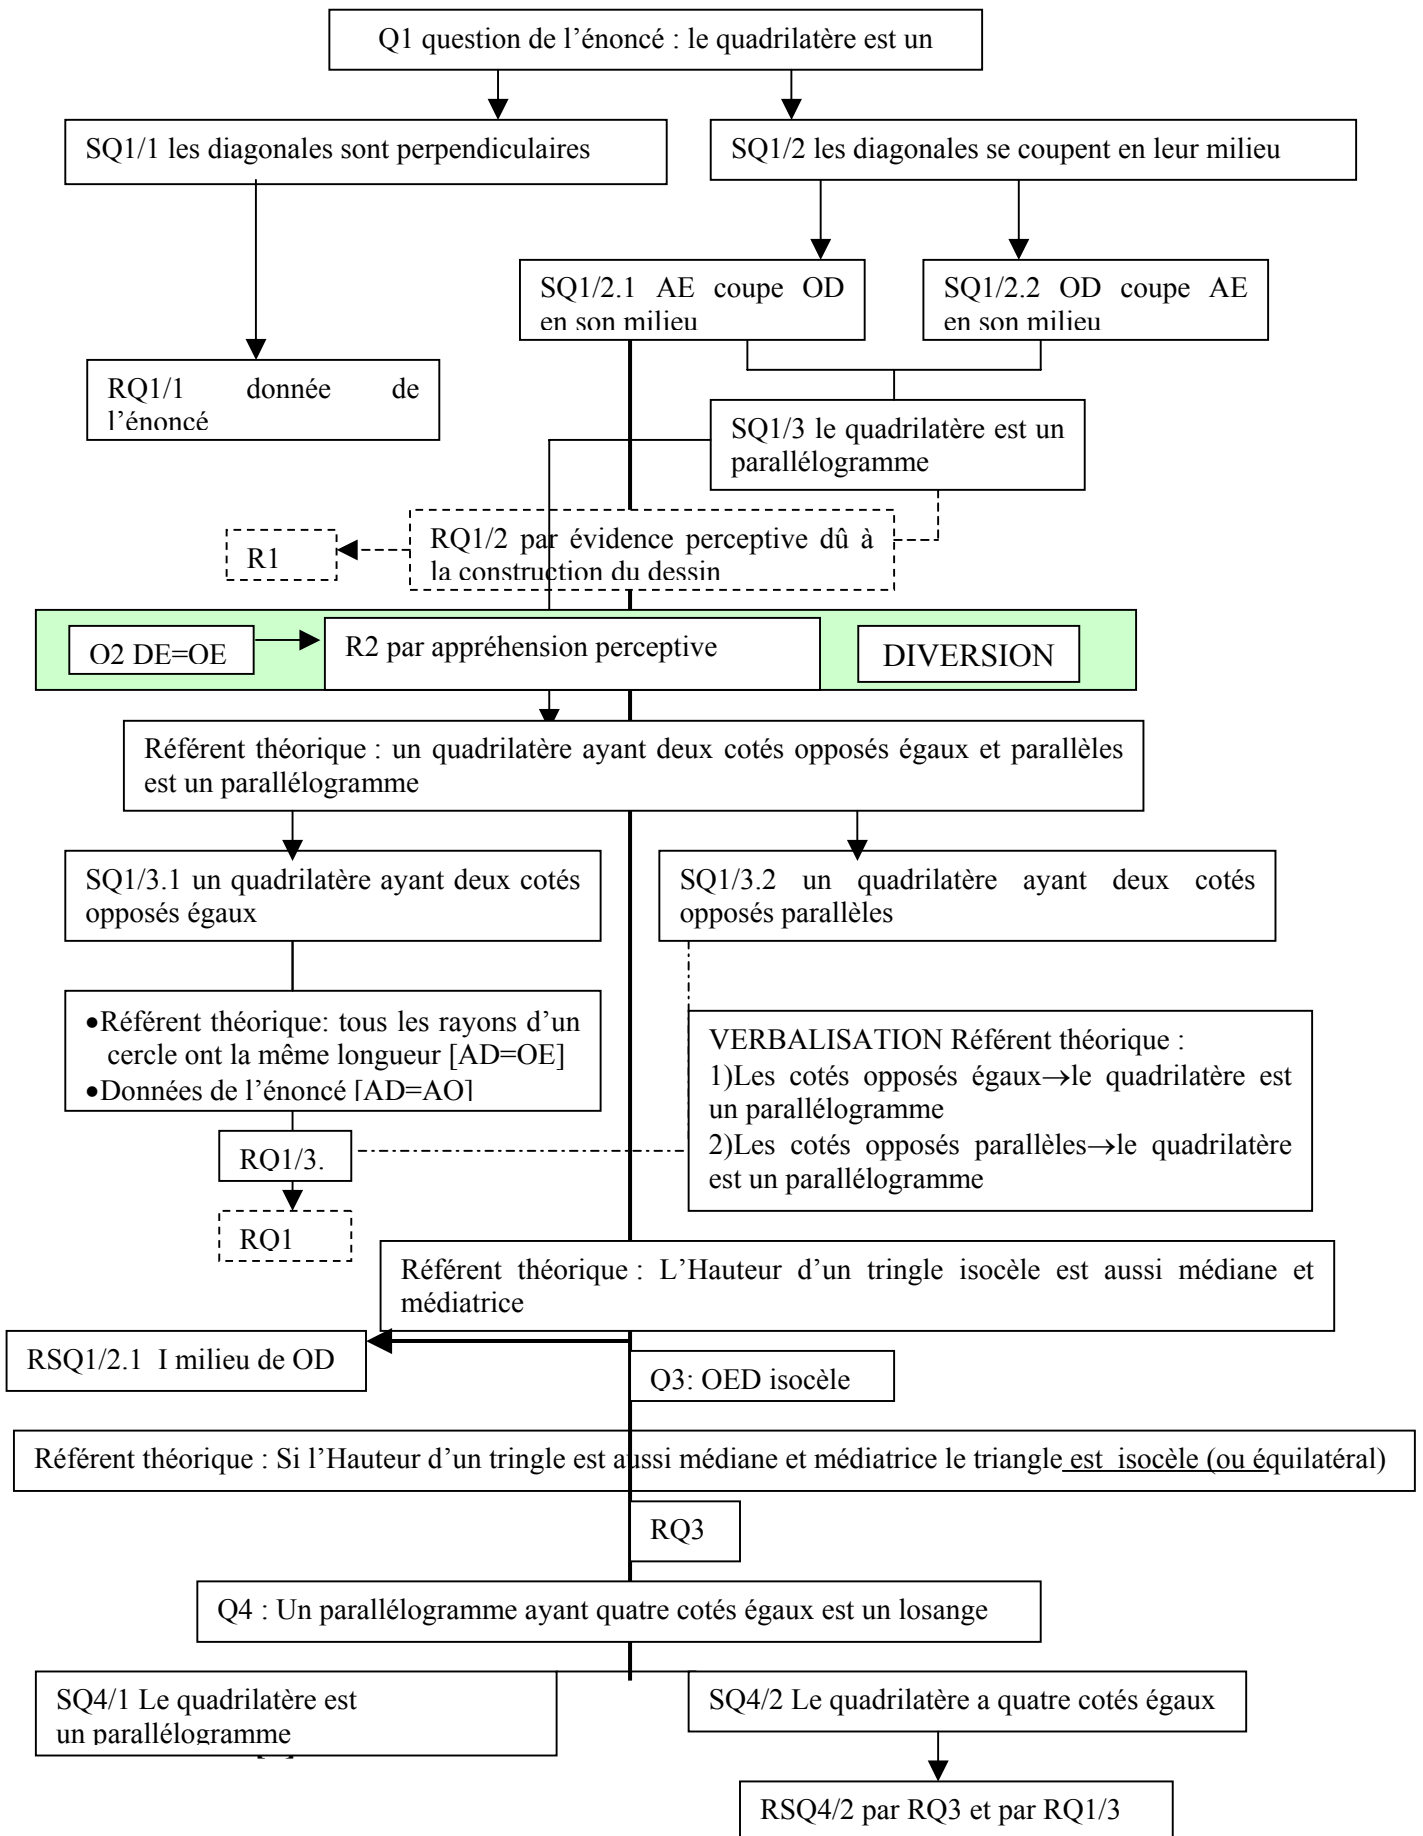 Q1 question de l’énoncé : le quadrilatère est un
SQ1/1 les diagonales sont perpendiculaires
SQ1/2 les diagonales se coupent en leur milieu
SQ1/2.1 AE coupe OD
en son milieu
SQ1/2.2 OD coupe AE
en son milieu
RQ1/1 donnée de
l’énoncé
SQ1/3 le quadrilatère est un
parallélogramme
R1
RQ1/2 par évidence perceptive dû à
la construction du dessin
O2 DE=OE
R2 par appréhension perceptive
DIVERSION
Référent théorique : un quadrilatère ayant deux cotés opposés égaux et parallèles
est un parallélogramme
SQ1/3.1 un quadrilatère ayant deux cotés
opposés égaux
SQ1/3.2 un quadrilatère ayant deux cotés
opposés parallèles
•Référent théorique: tous les rayons d’un
cercle ont la même longueur [AD=OE]
•Données de l’énoncé [AD=AO]
VERBALISATION Référent théorique :
1)Les cotés opposés égaux→le quadrilatère est
un parallélogramme
2)Les cotés opposés parallèles→le quadrilatère
est un parallélogramme
RQ1/3.
RQ1
Référent théorique : L’Hauteur d’un tringle isocèle est aussi médiane et
médiatrice
RSQ1/2.1 I milieu de OD
Q3: OED isocèle
Référent théorique : Si l’Hauteur d’un tringle est aussi médiane et médiatrice le triangle est isocèle (ou équilatéral)
RQ3
Q4 : Un parallélogramme ayant quatre cotés égaux est un losange
SQ4/1 Le quadrilatère est
un parallélogramme
SQ4/2 Le quadrilatère a quatre cotés égaux
RSQ4/2 par RQ3 et par RQ1/3